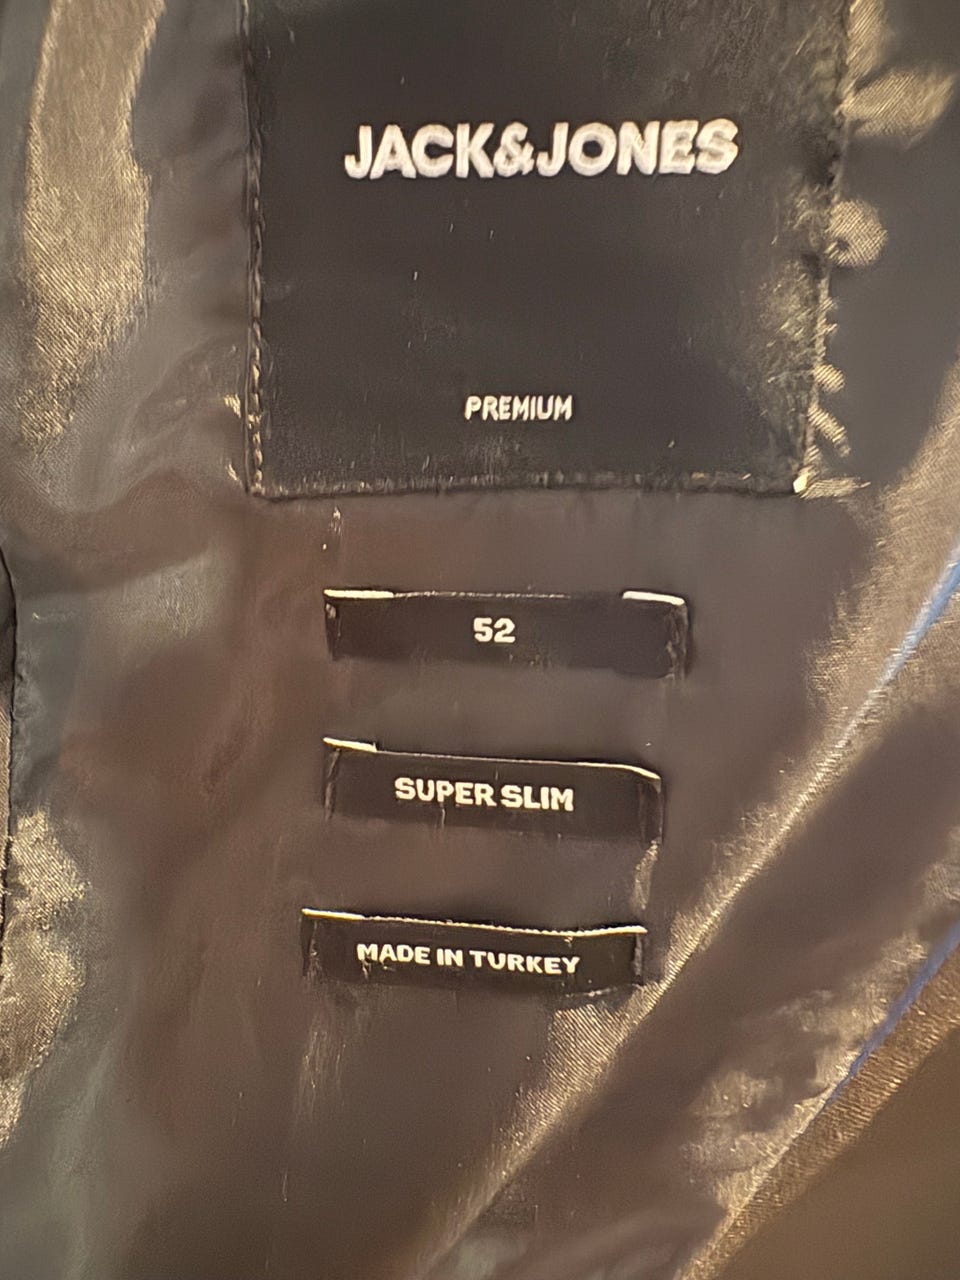 JACK&JONES
PREMIUM
52
SUPER SLIM
MADE IN TURKEY